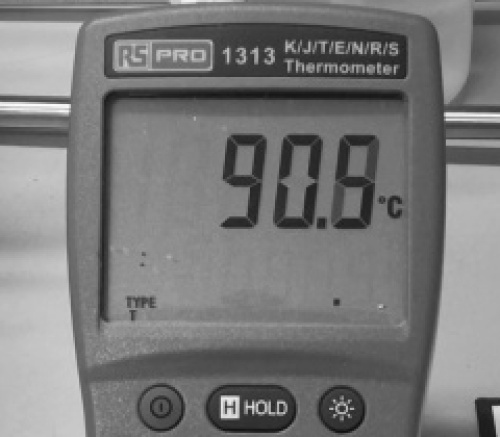 RS PRO 1313 K/J/T/E/N/R/S
Thermometer
90.8 °C
TYPE
T
H HOLD